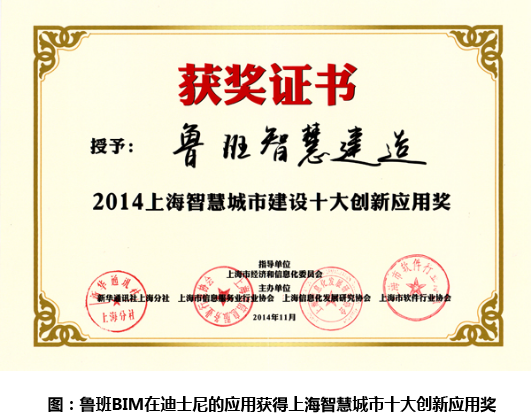 获奖证书
授予：鲁班智慧建造
2014上海智慧城市建设十大创新应用奖
指导单位
上海市经济和信息化委员会
主办单位
新华通讯社上海分社 上海市信息服务业行业协会 上海信息化发展研究协会 上海市软件行业协会
2014年11月
图：鲁班BIM在迪士尼的应用获得上海智慧城市十大创新应用奖